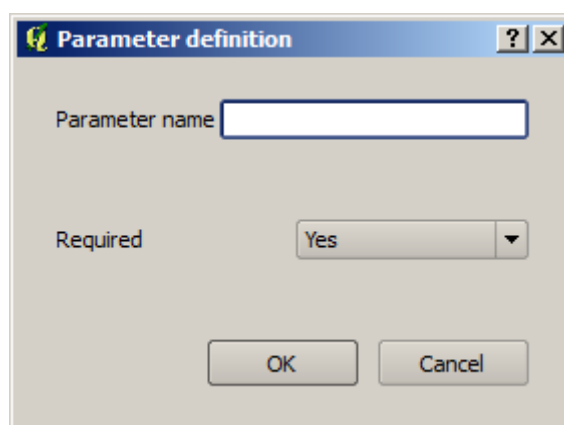 Parameter definition
Parameter name
Required Yes
OK Cancel